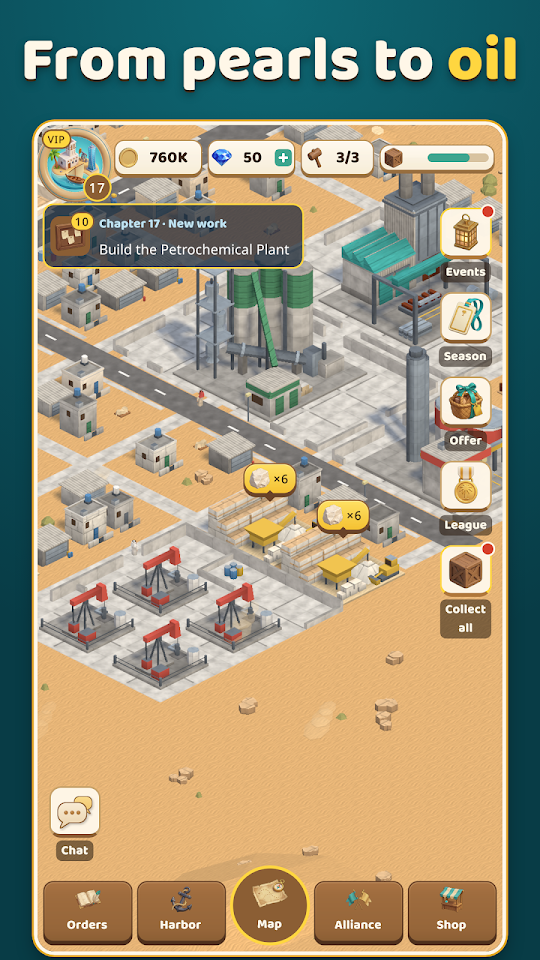 From pearls to oil
VIP
17
760K
50
3/3
10
Chapter 17 · New work
Build the Petrochemical Plant
Events
Season
Offer
×6
League
×6
Collect
all
Chat
Orders
Harbor
Map
Alliance
Shop